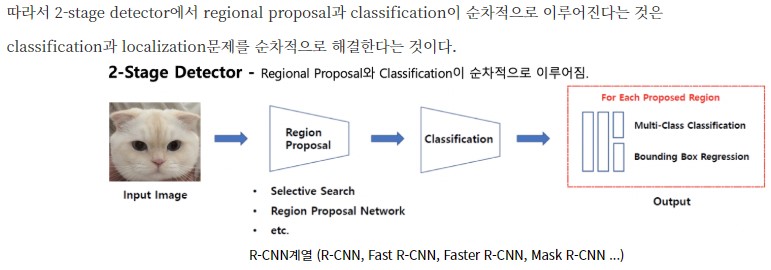 따라서 2-stage detector에서 regional proposal과 classification이 순차적으로 이루어진다는 것은
classification과 localization문제를 순차적으로 해결한다는 것이다.
2-Stage Detector - Regional Proposal와 Classification이 순차적으로 이루어짐.
For Each Proposed Region
Region
Proposal
Classification
Multi-Class Classification
Bounding Box Regression
Input Image
Output
• Selective Search
• Region Proposal Network
• etc.
R-CNN계열 (R-CNN, Fast R-CNN, Faster R-CNN, Mask R-CNN ...)